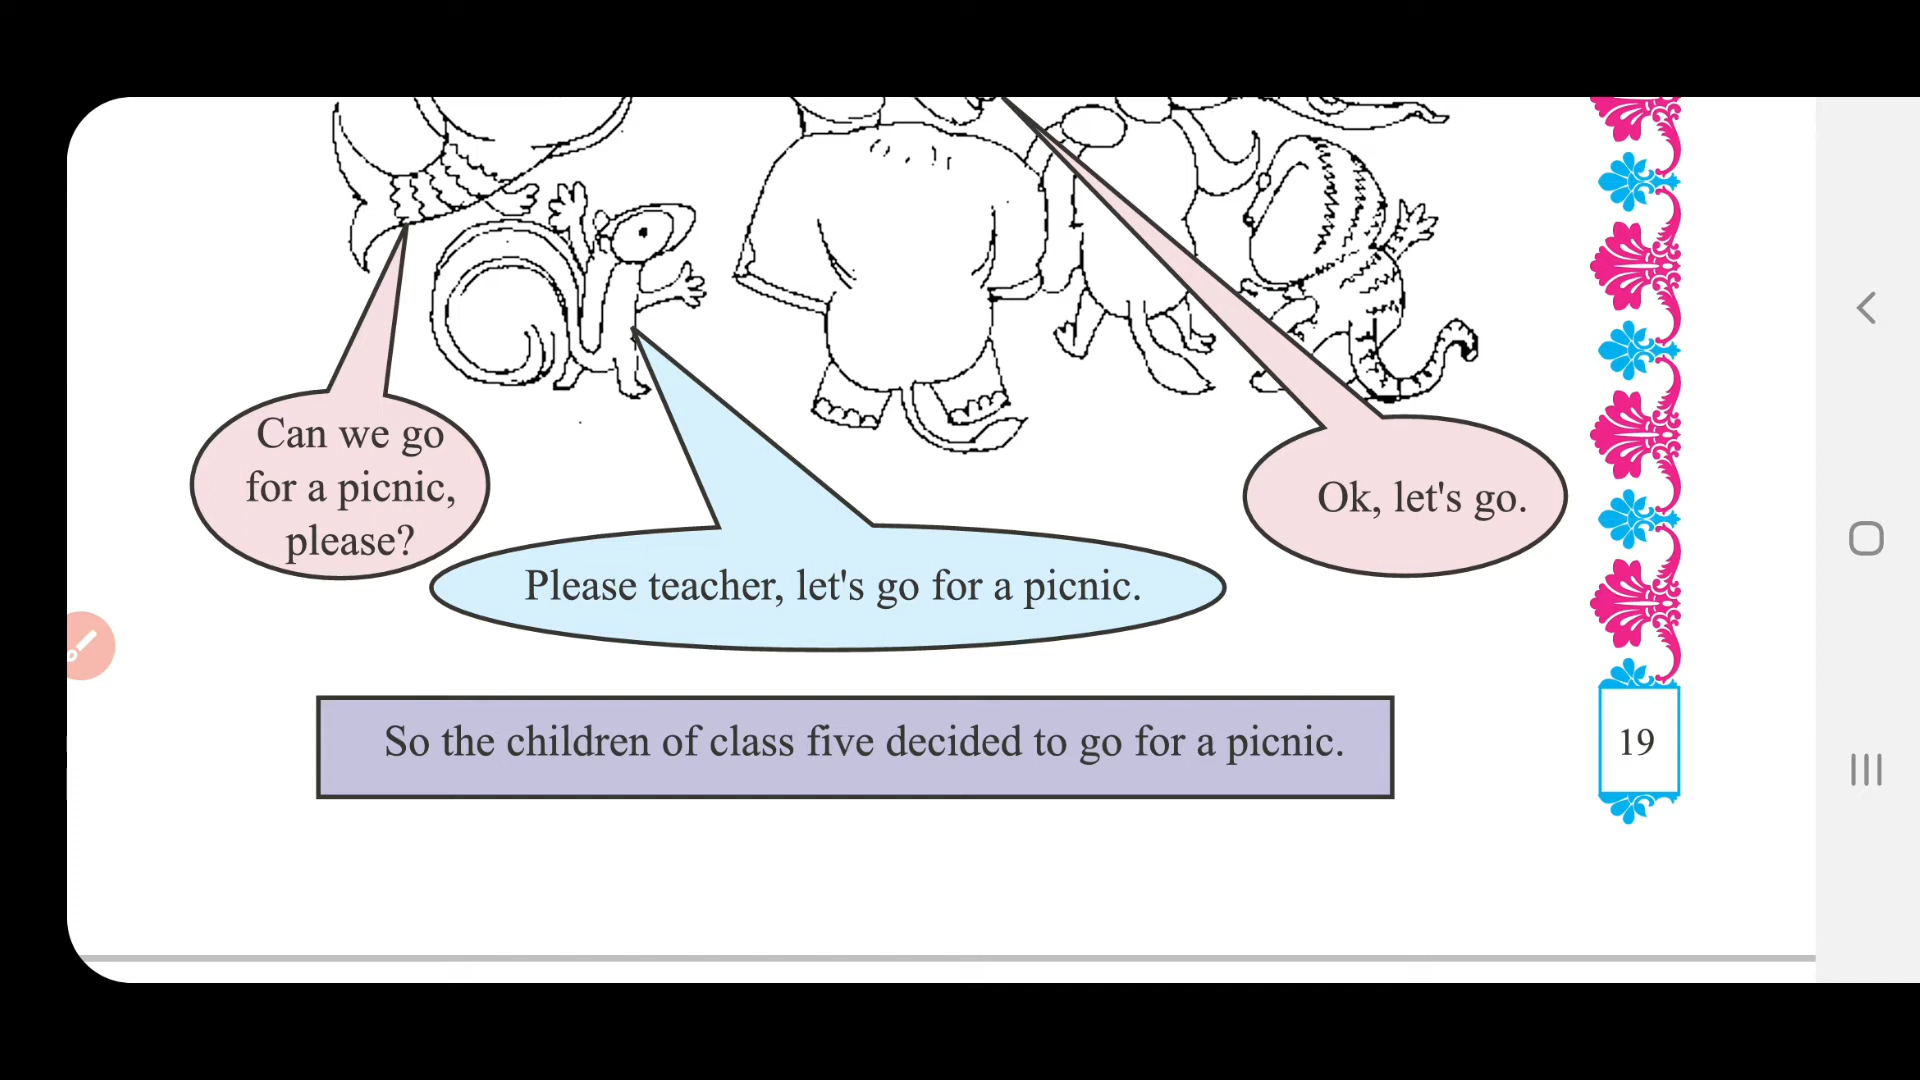 Can we go
for a picnic,
please?
Please teacher, let's go for a picnic.
Ok, let's go.
So the children of class five decided to go for a picnic.
19